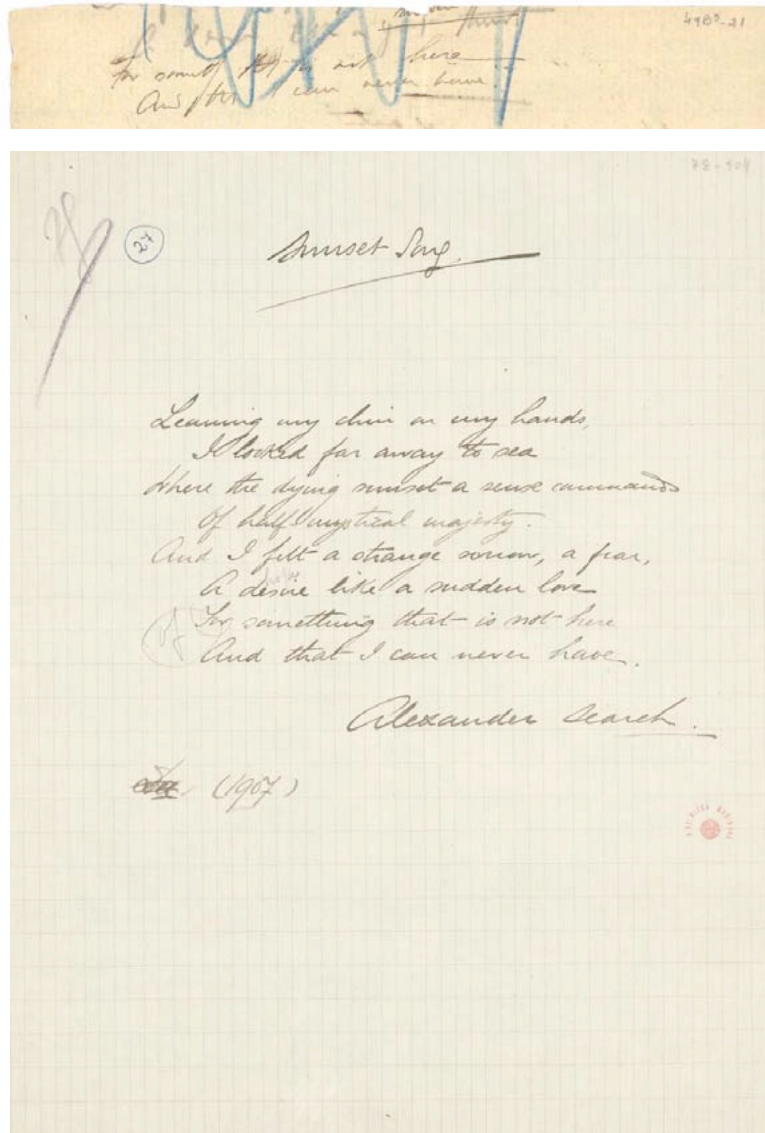 49B⁵-21
For someth that is not here
And that I can never have.
78-104
27
Sunset Song.
Leaning my chin on my hands,
I looked far away to sea
Where the dying sunset a sense commands
Of half-mystical majesty.
And I felt a strange sorrow, a fear,
A desire like a sudden love
For something that is not here
And that I can never have.
Alexander Search.
(1907)